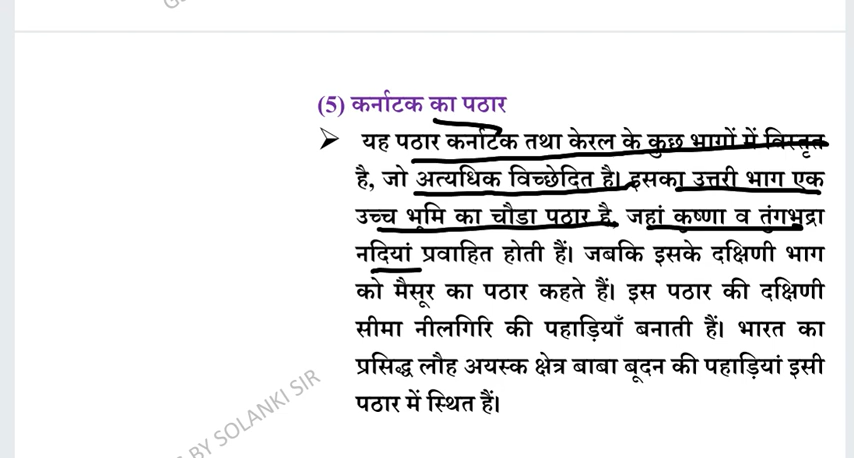 (5) कर्नाटक का पठार
➢ यह पठार कर्नाटक तथा केरल के कुछ भागों में विस्तृत
है, जो अत्यधिक विच्छेदित है। इसका उत्तरी भाग एक
उच्च भूमि का चौडा पठार है, जहां कृष्णा व तुंगभद्रा
नदियां प्रवाहित होती हैं। जबकि इसके दक्षिणी भाग
को मैसूर का पठार कहते हैं। इस पठार की दक्षिणी
सीमा नीलगिरि की पहाड़ियाँ बनाती हैं। भारत का
प्रसिद्ध लौह अयस्क क्षेत्र बाबा बूदन की पहाड़ियां इसी
पठार में स्थित हैं।
BY SOLANKI SIR